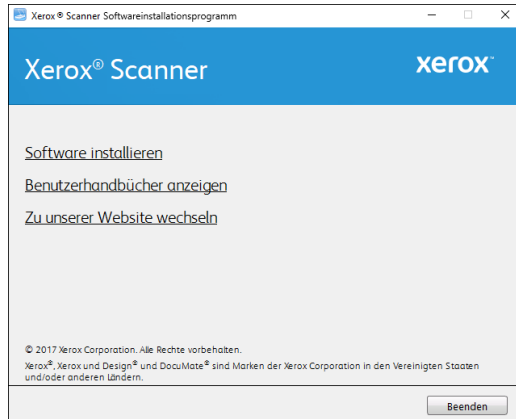 Xerox® Scanner Softwareinstallationsprogramm
Xerox® Scanner
xerox™
Software installieren
Benutzerhandbücher anzeigen
Zu unserer Website wechseln
© 2017 Xerox Corporation. Alle Rechte vorbehalten.
Xerox®, Xerox und Design® und DocuMate® sind Marken der Xerox Corporation in den Vereinigten Staaten
und/oder anderen Ländern.
Beenden